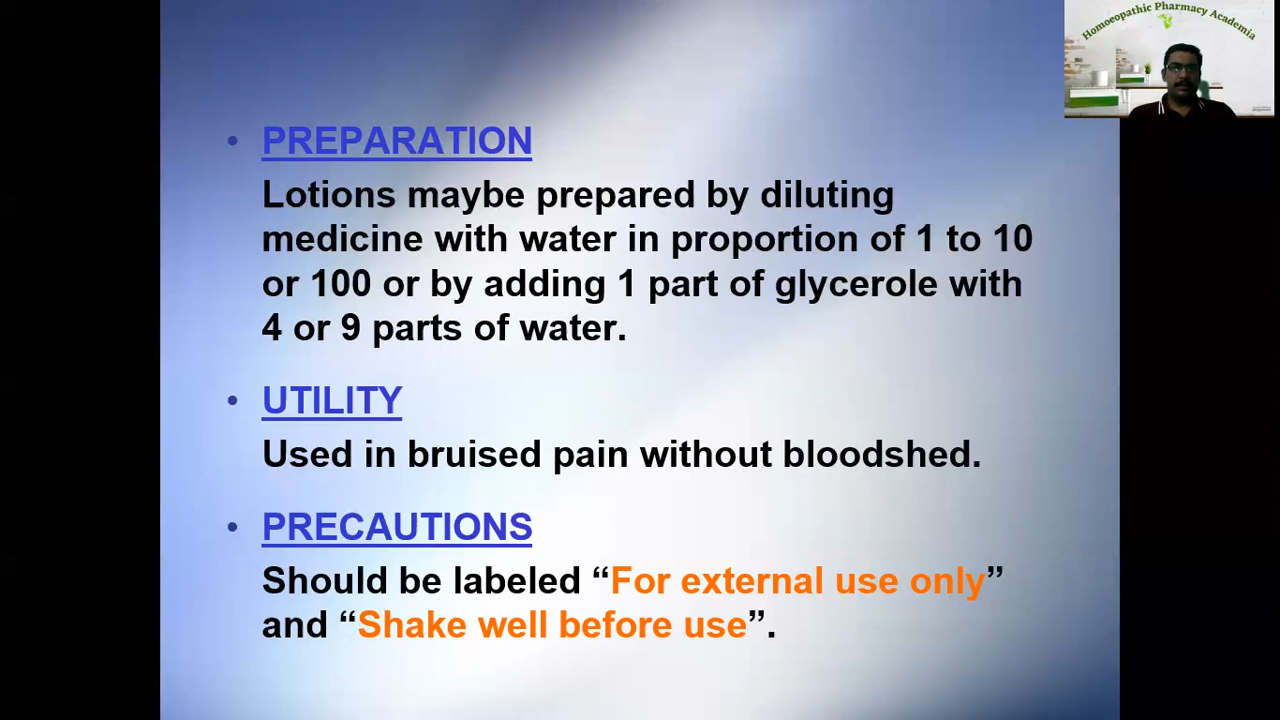 Homoeopathic Pharmacy Academia
• PREPARATION
Lotions maybe prepared by diluting
medicine with water in proportion of 1 to 10
or 100 or by adding 1 part of glycerole with
4 or 9 parts of water.
• UTILITY
Used in bruised pain without bloodshed.
• PRECAUTIONS
Should be labeled “For external use only”
and “Shake well before use”.